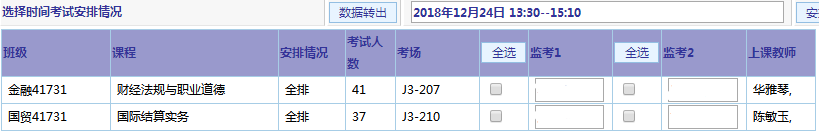 选择时间考试安排情况 数据转出 2018年12月24日 13:30--15:10 安
班级 课程 安排情况 考试人数 考场 全选 监考1 全选 监考2 上课教师
金融41731 财经法规与职业道德 全排 41 J3-207 华雅琴,
国贸41731 国际结算实务 全排 37 J3-210 陈敏玉,